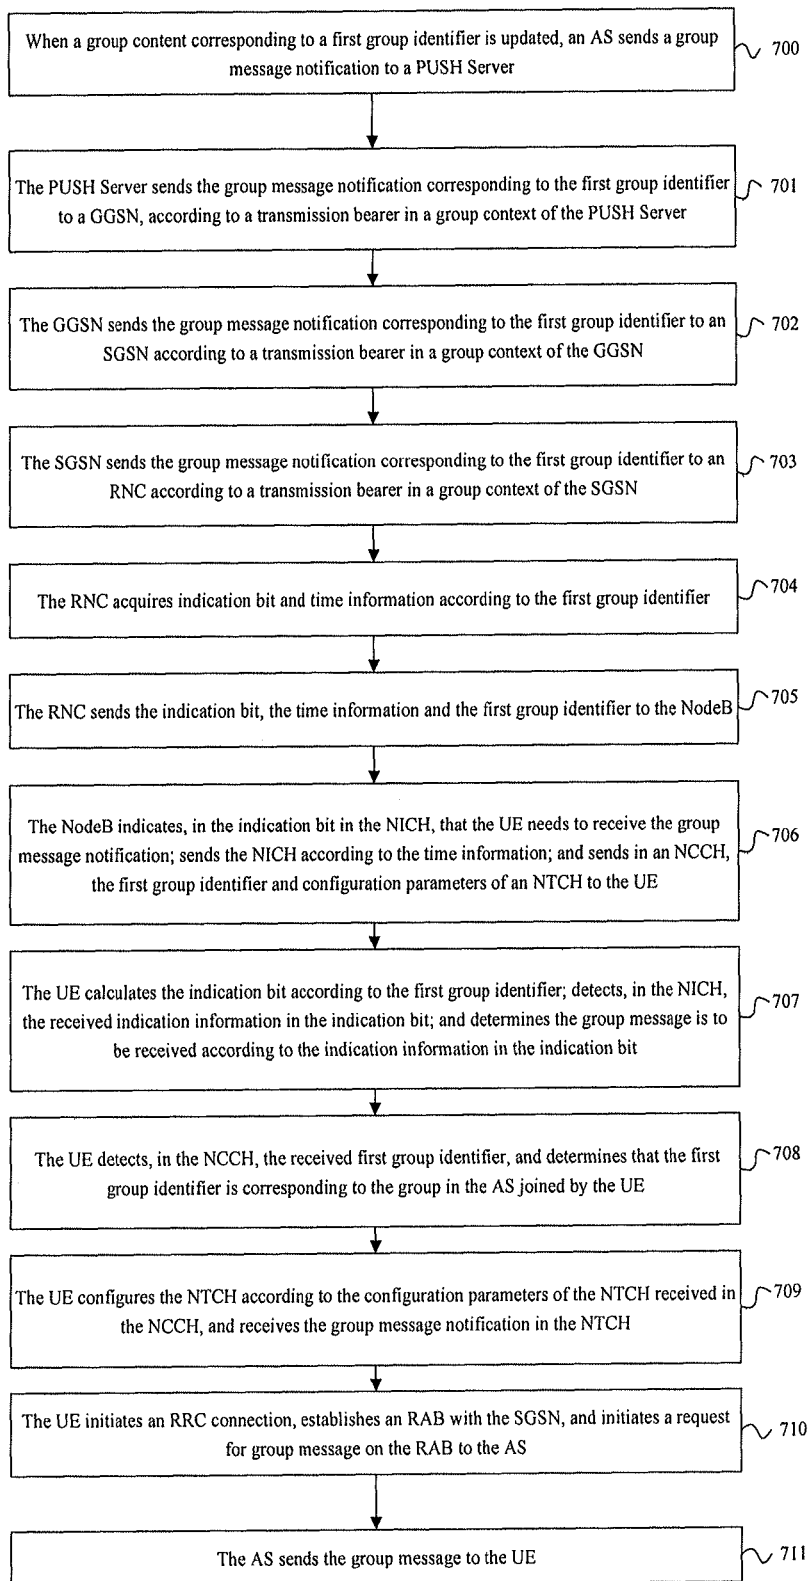 When a group content corresponding to a first group identifier is updated, an AS sends a group
message notification to a PUSH Server
700
The PUSH Server sends the group message notification corresponding to the first group identifier
to a GGSN, according to a transmission bearer in a group context of the PUSH Server
701
The GGSN sends the group message notification corresponding to the first group identifier to an
SGSN according to a transmission bearer in a group context of the GGSN
702
The SGSN sends the group message notification corresponding to the first group identifier to an
RNC according to a transmission bearer in a group context of the SGSN
703
The RNC acquires indication bit and time information according to the first group identifier
704
The RNC sends the indication bit, the time information and the first group identifier to the NodeB
705
The NodeB indicates, in the indication bit in the NICH, that the UE needs to receive the group
message notification; sends the NICH according to the time information; and sends in an NCCH,
the first group identifier and configuration parameters of an NTCH to the UE
706
The UE calculates the indication bit according to the first group identifier; detects, in the NICH,
the received indication information in the indication bit; and determines the group message is to
be received according to the indication information in the indication bit
707
The UE detects, in the NCCH, the received first group identifier, and determines that the first
group identifier is corresponding to the group in the AS joined by the UE
708
The UE configures the NTCH according to the configuration parameters of the NTCH received in
the NCCH, and receives the group message notification in the NTCH
709
The UE initiates an RRC connection, establishes an RAB with the SGSN, and initiates a request
for group message on the RAB to the AS
710
The AS sends the group message to the UE
711